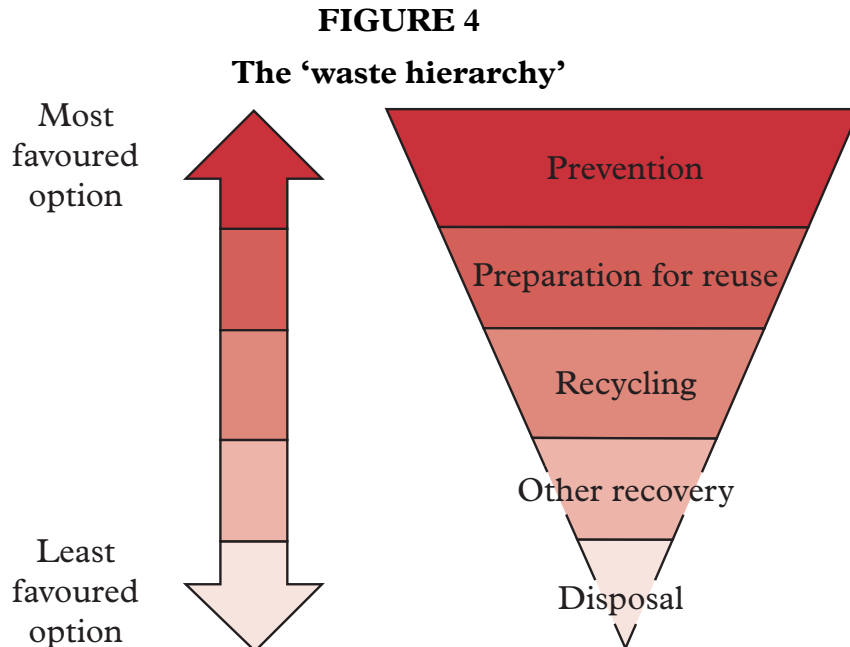 FIGURE 4
The ‘waste hierarchy’
Most
favoured
option
Prevention
Preparation for reuse
Recycling
Other recovery
Least
favoured
option
Disposal